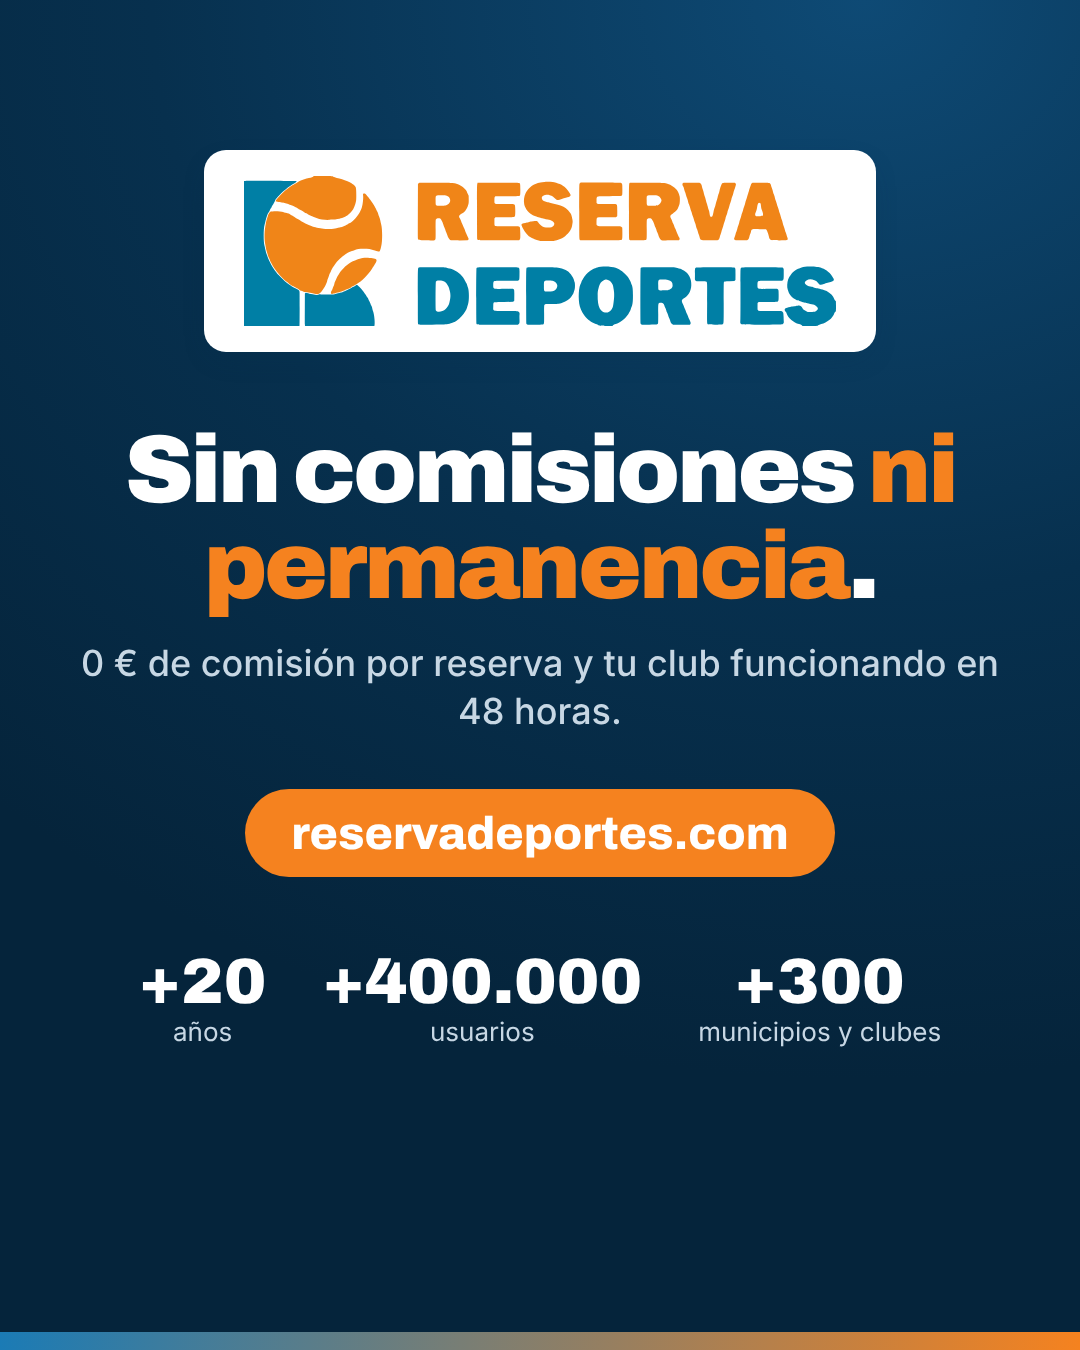 RESERVA
DEPORTES
Sin comisiones ni
permanencia.
0 € de comisión por reserva y tu club funcionando en
48 horas.
reservadeportes.com
+20 +400.000 +300
años usuarios municipios y clubes